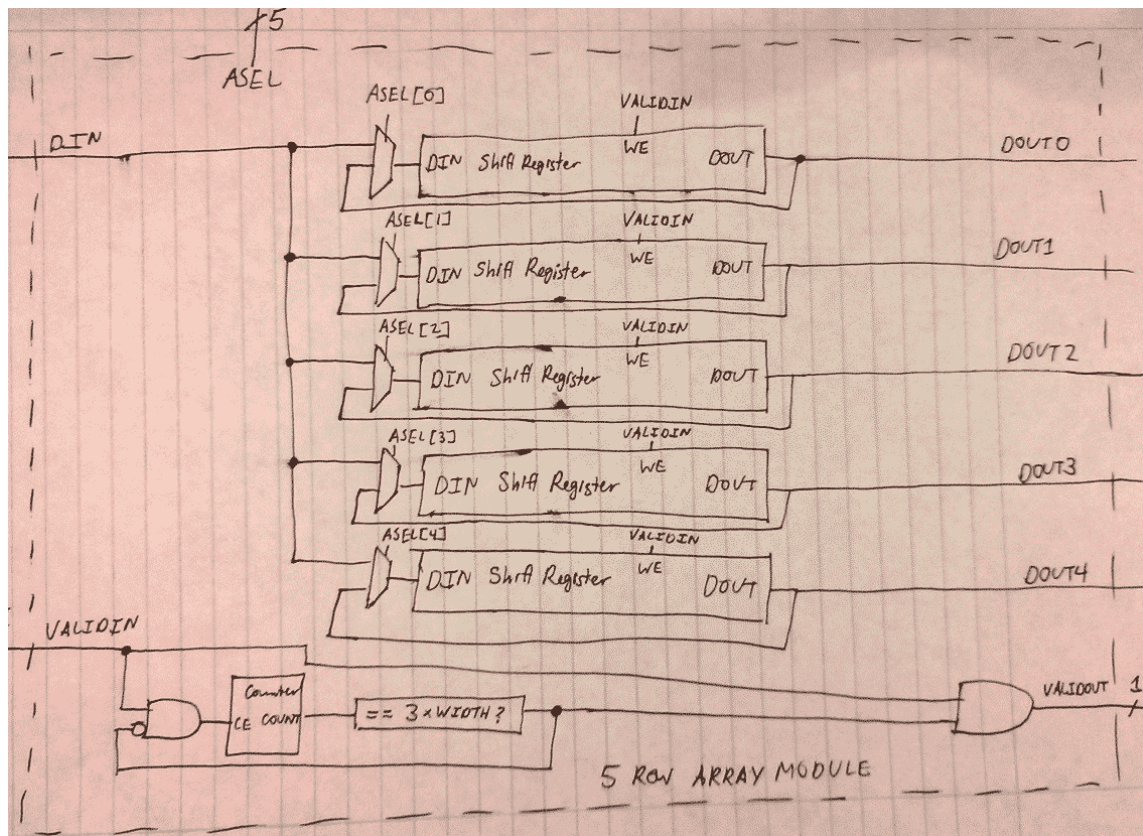 5
ASEL
ASEL[0]
VALIDIN
DIN
DIN Shift Register WE DOUT
DOUT0
ASEL[1]
VALIDIN
DIN Shift Register WE DOUT
DOUT1
ASEL[2]
VALIDIN
DIN Shift Register WE DOUT
DOUT2
ASEL[3]
VALIDIN
DIN Shift Register WE DOUT
DOUT3
ASEL[4]
VALIDIN
DIN Shift Register WE DOUT
DOUT4
VALIDIN
Counter
CE COUNT
== 3 x WIDTH?
VALIDOUT 1
5 ROW ARRAY MODULE